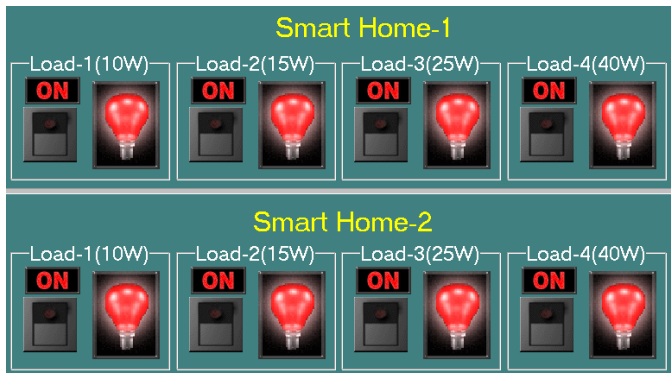 Smart Home-1
Load-1(10W) Load-2(15W) Load-3(25W) Load-4(40W)
ON ON ON ON
Smart Home-2
Load-1(10W) Load-2(15W) Load-3(25W) Load-4(40W)
ON ON ON ON